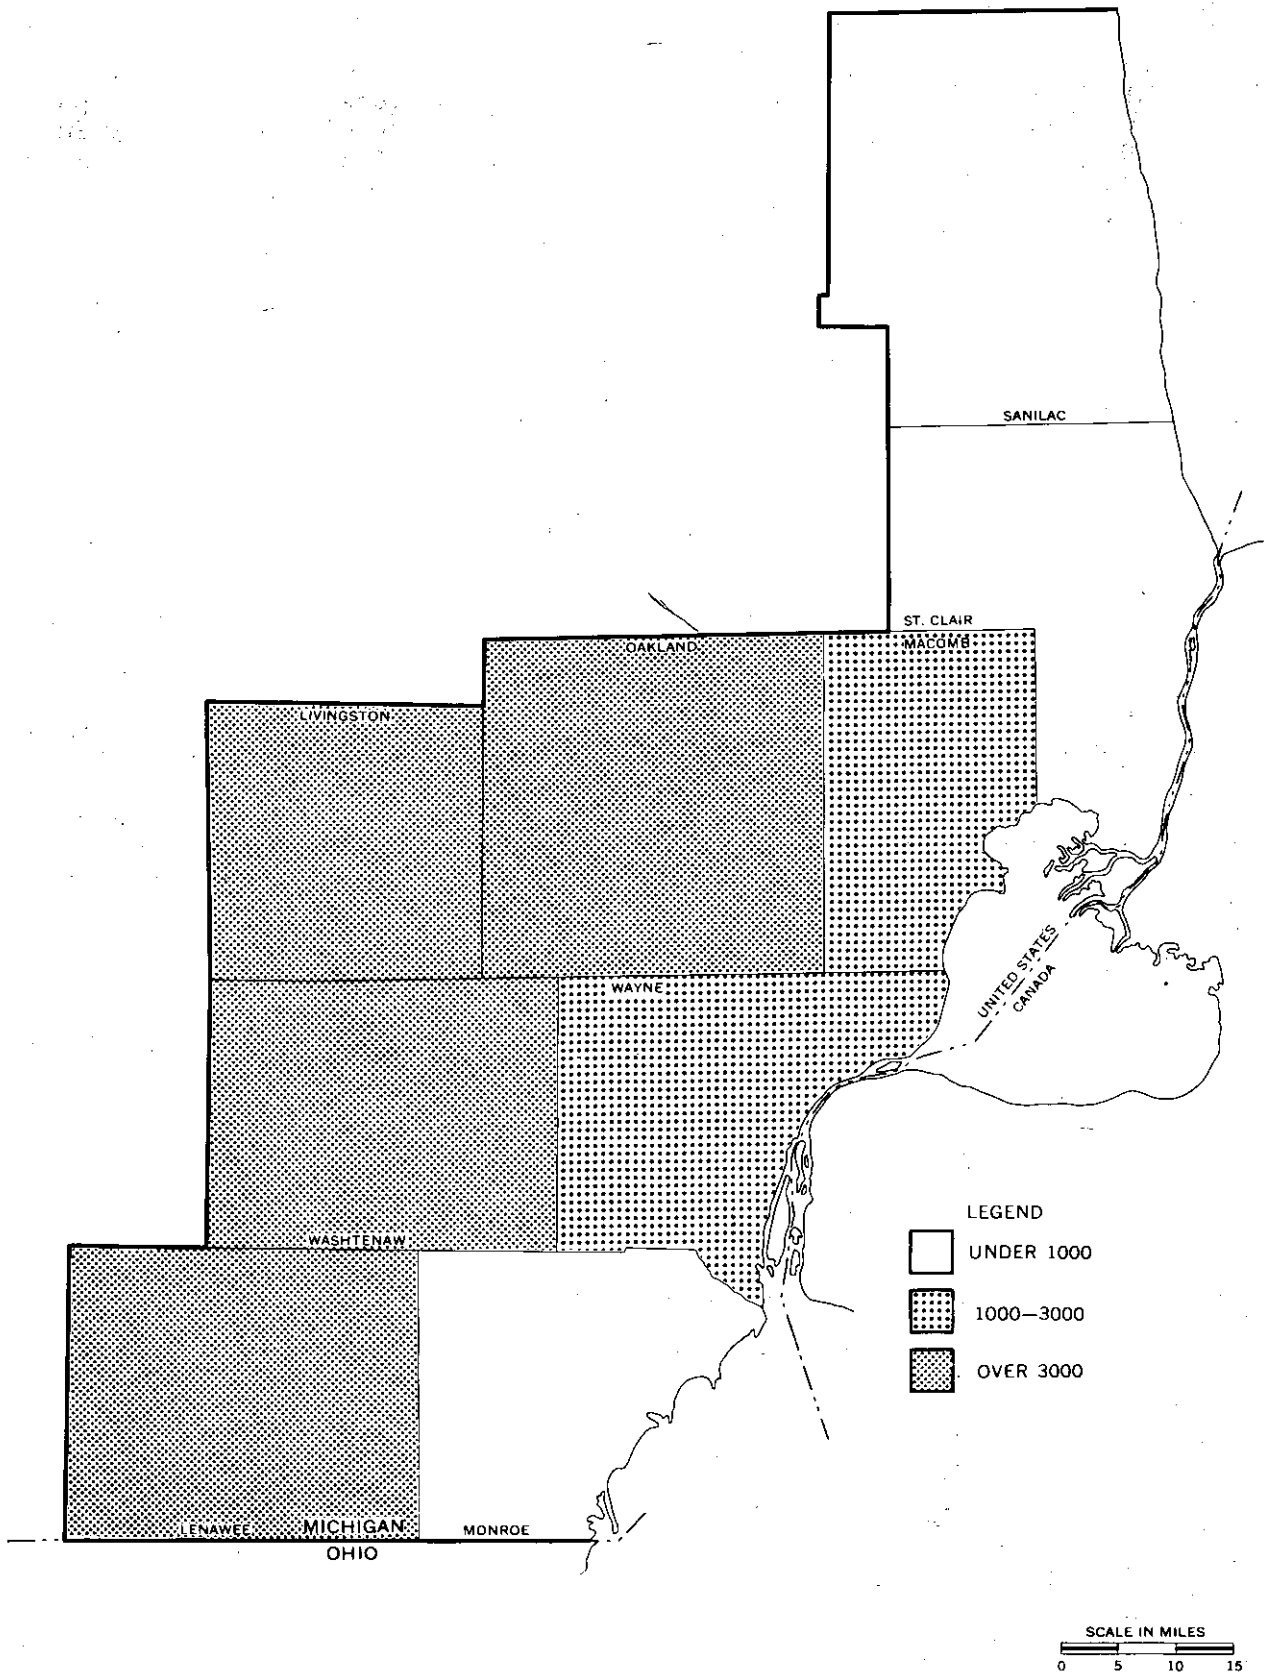 SANILAC
ST. CLAIR
MACOMB
OAKLAND
LIVINGSTON
UNITED STATES
CANADA
WAYNE
WASHTENAW
LEGEND
UNDER 1000
1000–3000
OVER 3000
LENAWEE MICHIGAN MONROE
OHIO
SCALE IN MILES
0 5 10 15